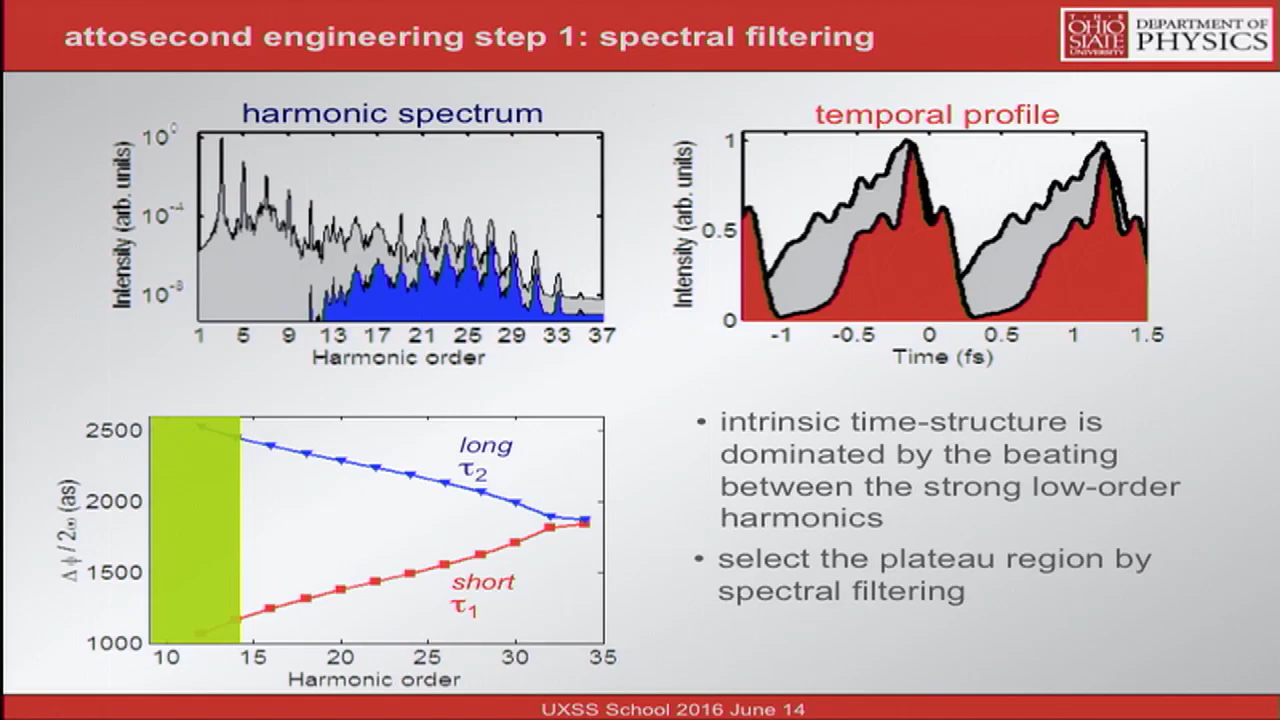 attosecond engineering step 1: spectral filtering
THE
OHIO
STATE
UNIVERSITY
DEPARTMENT OF
PHYSICS
harmonic spectrum
temporal profile
Intensity (arb. units)
10^0
10^-4
10^-8
1 5 9 13 17 21 25 29 33 37
Harmonic order
Intensity (arb. units)
1
0.5
0
-1 -0.5 0 0.5 1 1.5
Time (fs)
Δϕ / 2ω (as)
2500
2000
1500
1000
long
τ2
short
τ1
10 15 20 25 30 35
Harmonic order
• intrinsic time-structure is
dominated by the beating
between the strong low-order
harmonics
• select the plateau region by
spectral filtering
UXSS School 2016 June 14